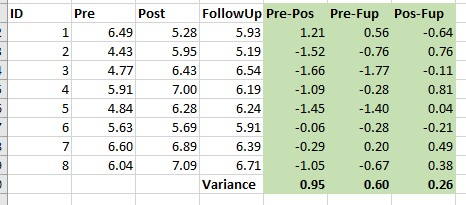 ID Pre Post FollowUp Pre-Pos Pre-Fup Pos-Fup
1 6.49 5.28 5.93 1.21 0.56 -0.64
2 4.43 5.95 5.19 -1.52 -0.76 0.76
3 4.77 6.43 6.54 -1.66 -1.77 -0.11
4 5.91 7.00 6.19 -1.09 -0.28 0.81
5 4.84 6.28 6.24 -1.45 -1.40 0.04
6 5.63 5.69 5.91 -0.06 -0.28 -0.21
7 6.60 6.89 6.39 -0.29 0.20 0.49
8 6.04 7.09 6.71 -1.05 -0.67 0.38
Variance 0.95 0.60 0.26